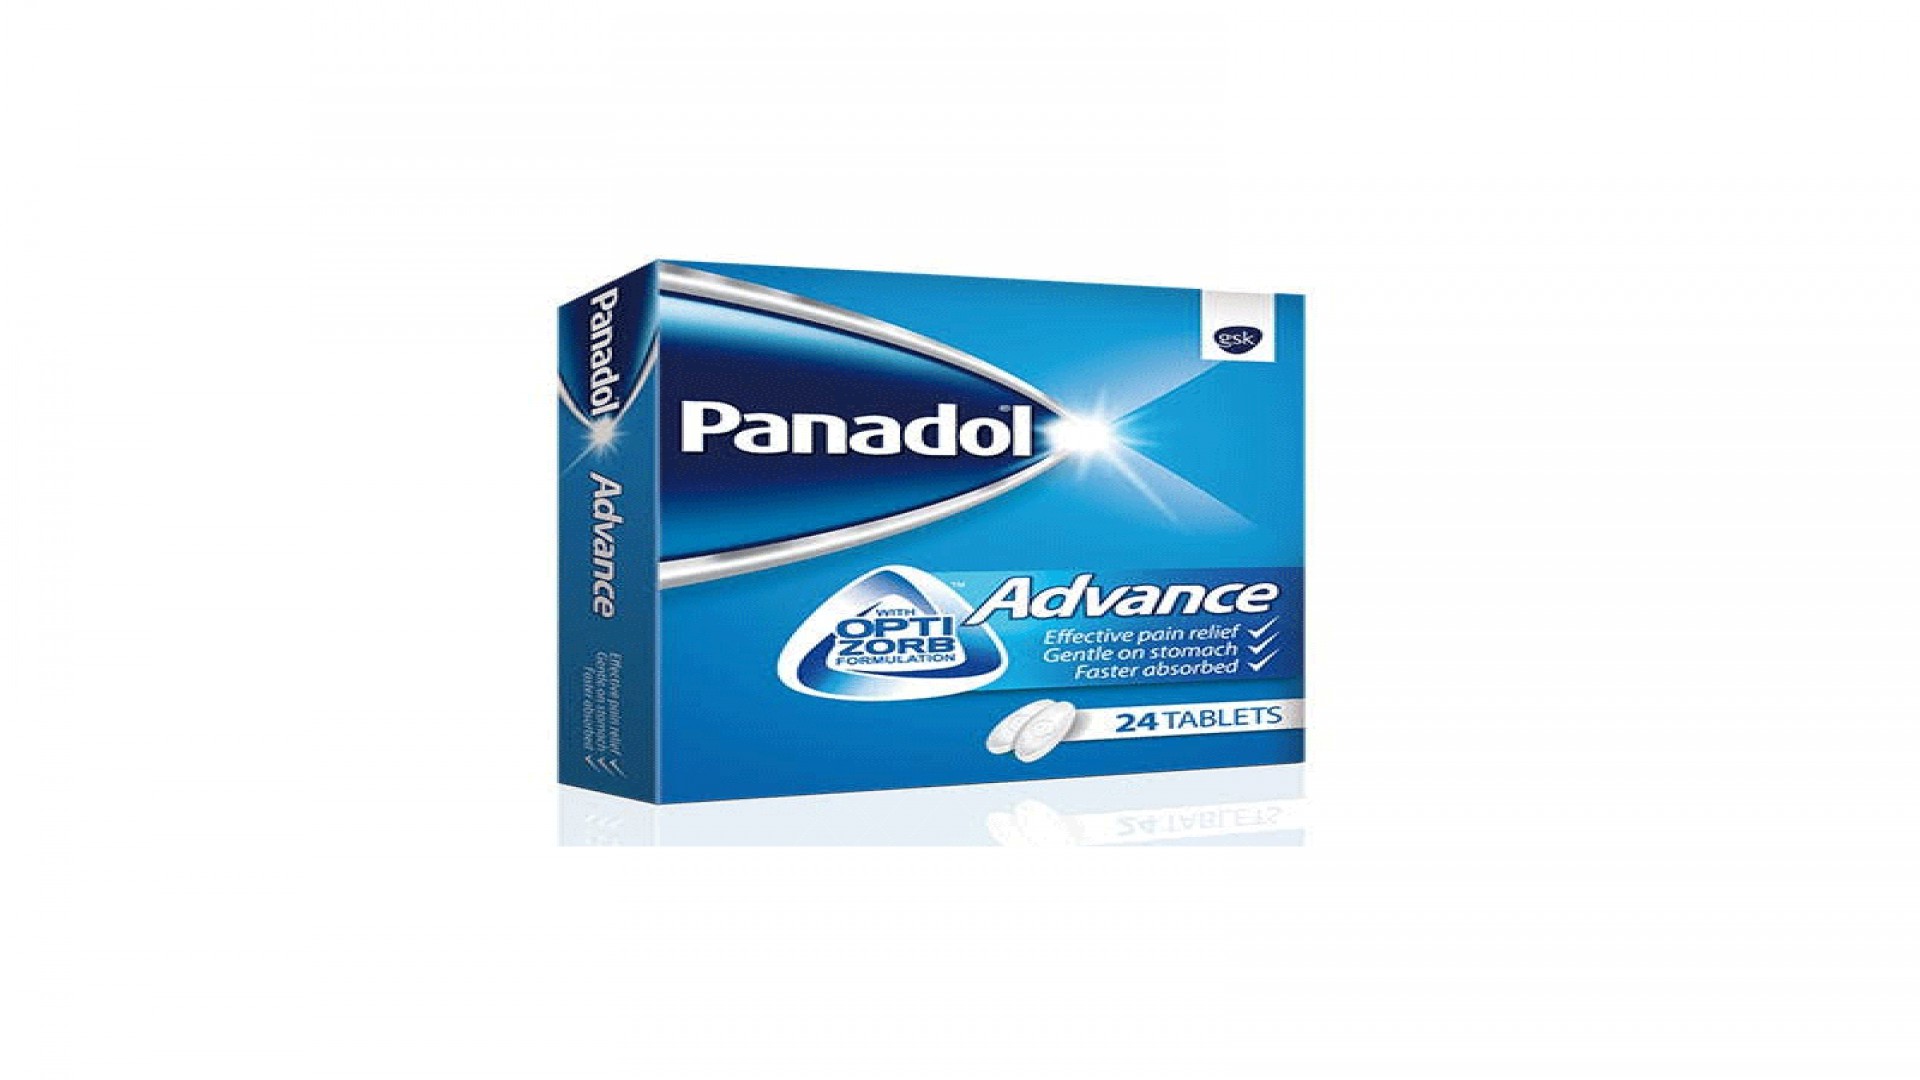 gsk
Panadol
WITH
OPTI
ZORB
FORMULATION
™
Advance
Effective pain relief
Gentle on stomach
Faster absorbed
24 TABLETS
Panadol Advance
Effective pain relief
Gentle on stomach
Faster absorbed